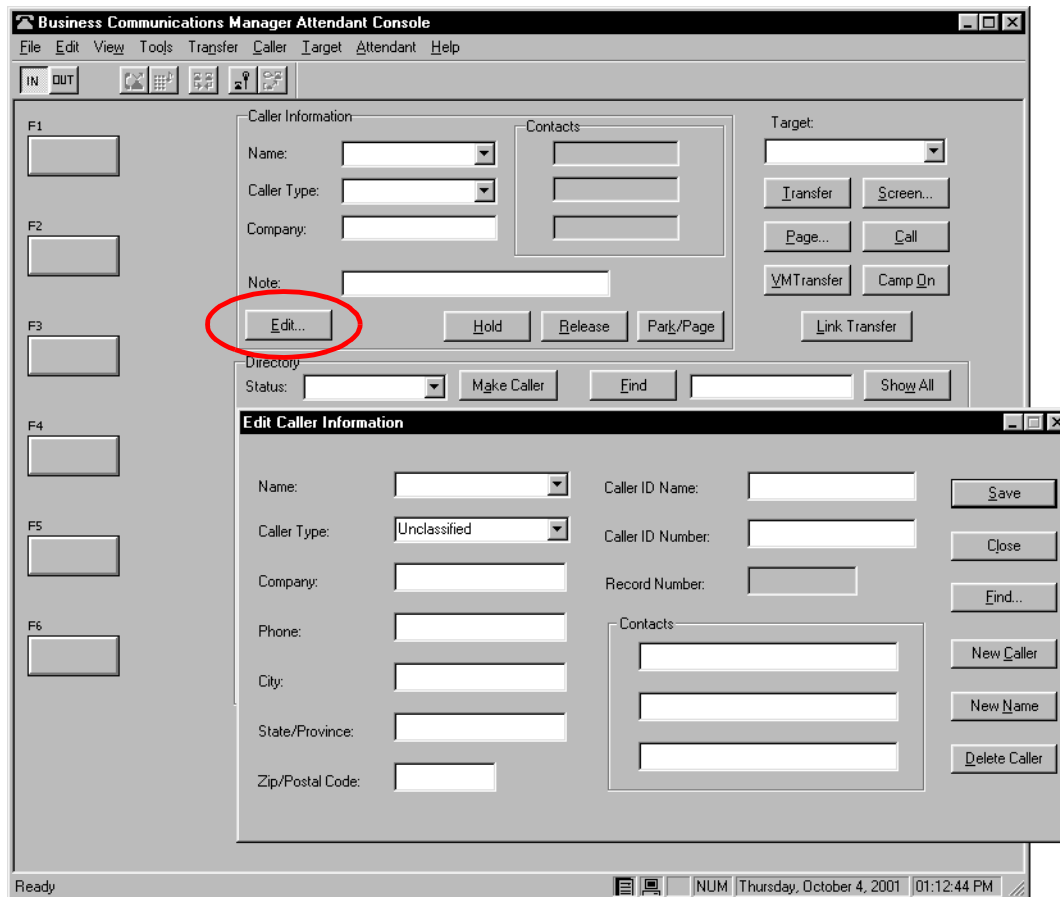 Business Communications Manager Attendant Console
File Edit View Tools Transfer Caller Target Attendant Help
IN OUT
F1
F2
F3
F4
F5
F6
Caller Information
Name:
Caller Type:
Company:
Note:
Contacts
Edit...
Hold
Release
Park/Page
Target:
Transfer
Screen...
Page...
Call
VMTransfer
Camp On
Link Transfer
Directory
Status:
Make Caller
Find
Show All
Edit Caller Information
Name:
Caller Type: Unclassified
Company:
Phone:
City:
State/Province:
Zip/Postal Code:
Caller ID Name:
Caller ID Number:
Record Number:
Contacts
Save
Close
Find...
New Caller
New Name
Delete Caller
Ready
NUM Thursday, October 4, 2001 01:12:44 PM